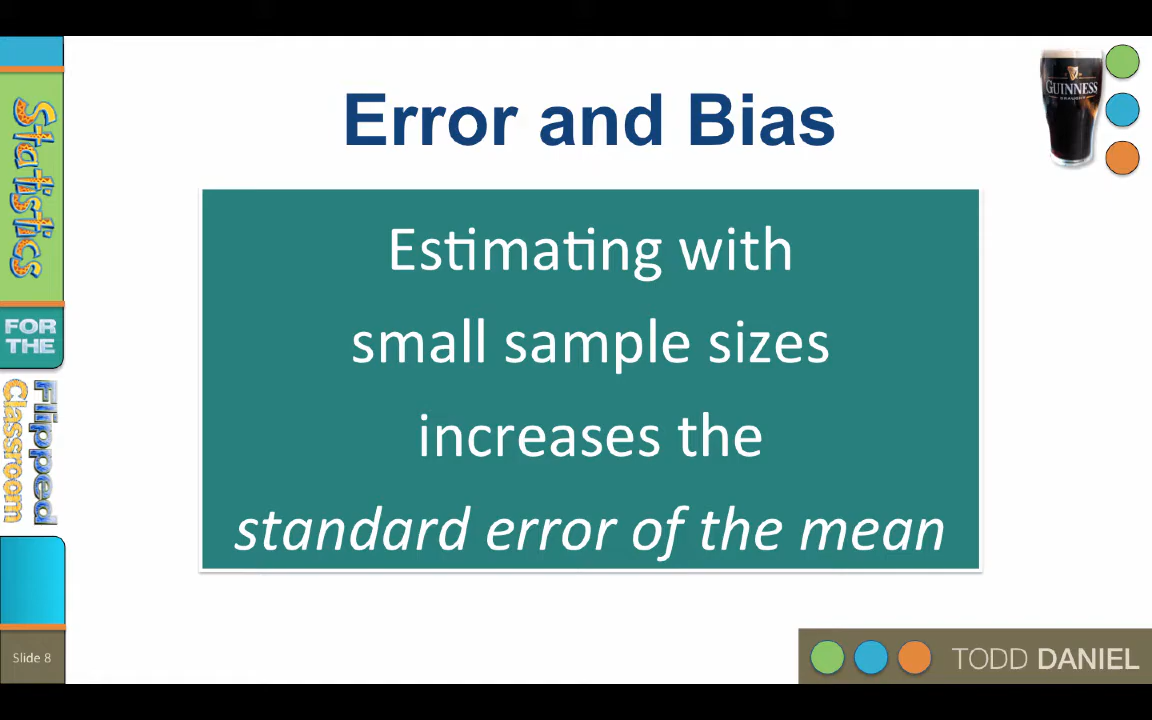 Error and Bias
GUINNESS
DRAUGHT
Estimating with
small sample sizes
increases the
standard error of the mean
Statistics
FOR
THE
Flipped
Classroom
Slide 8
TODD DANIEL